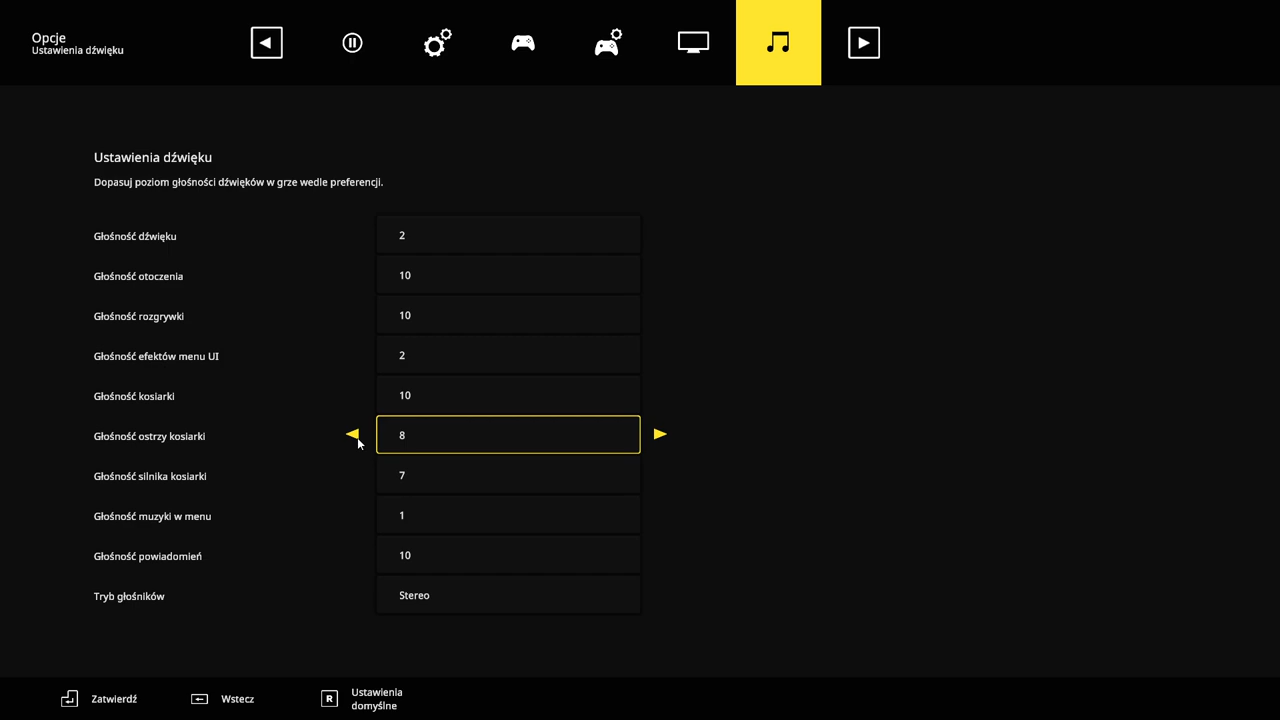 Opcje
Ustawienia dźwięku
Ustawienia dźwięku
Dopasuj poziom głośności dźwięków w grze wedle preferencji.
Głośność dźwięku 2
Głośność otoczenia 10
Głośność rozgrywki 10
Głośność efektów menu UI 2
Głośność kosiarki 10
Głośność ostrzy kosiarki 8
Głośność silnika kosiarki 7
Głośność muzyki w menu 1
Głośność powiadomień 10
Tryb głośników Stereo
Zatwierdź
Wstecz
R Ustawienia
domyślne